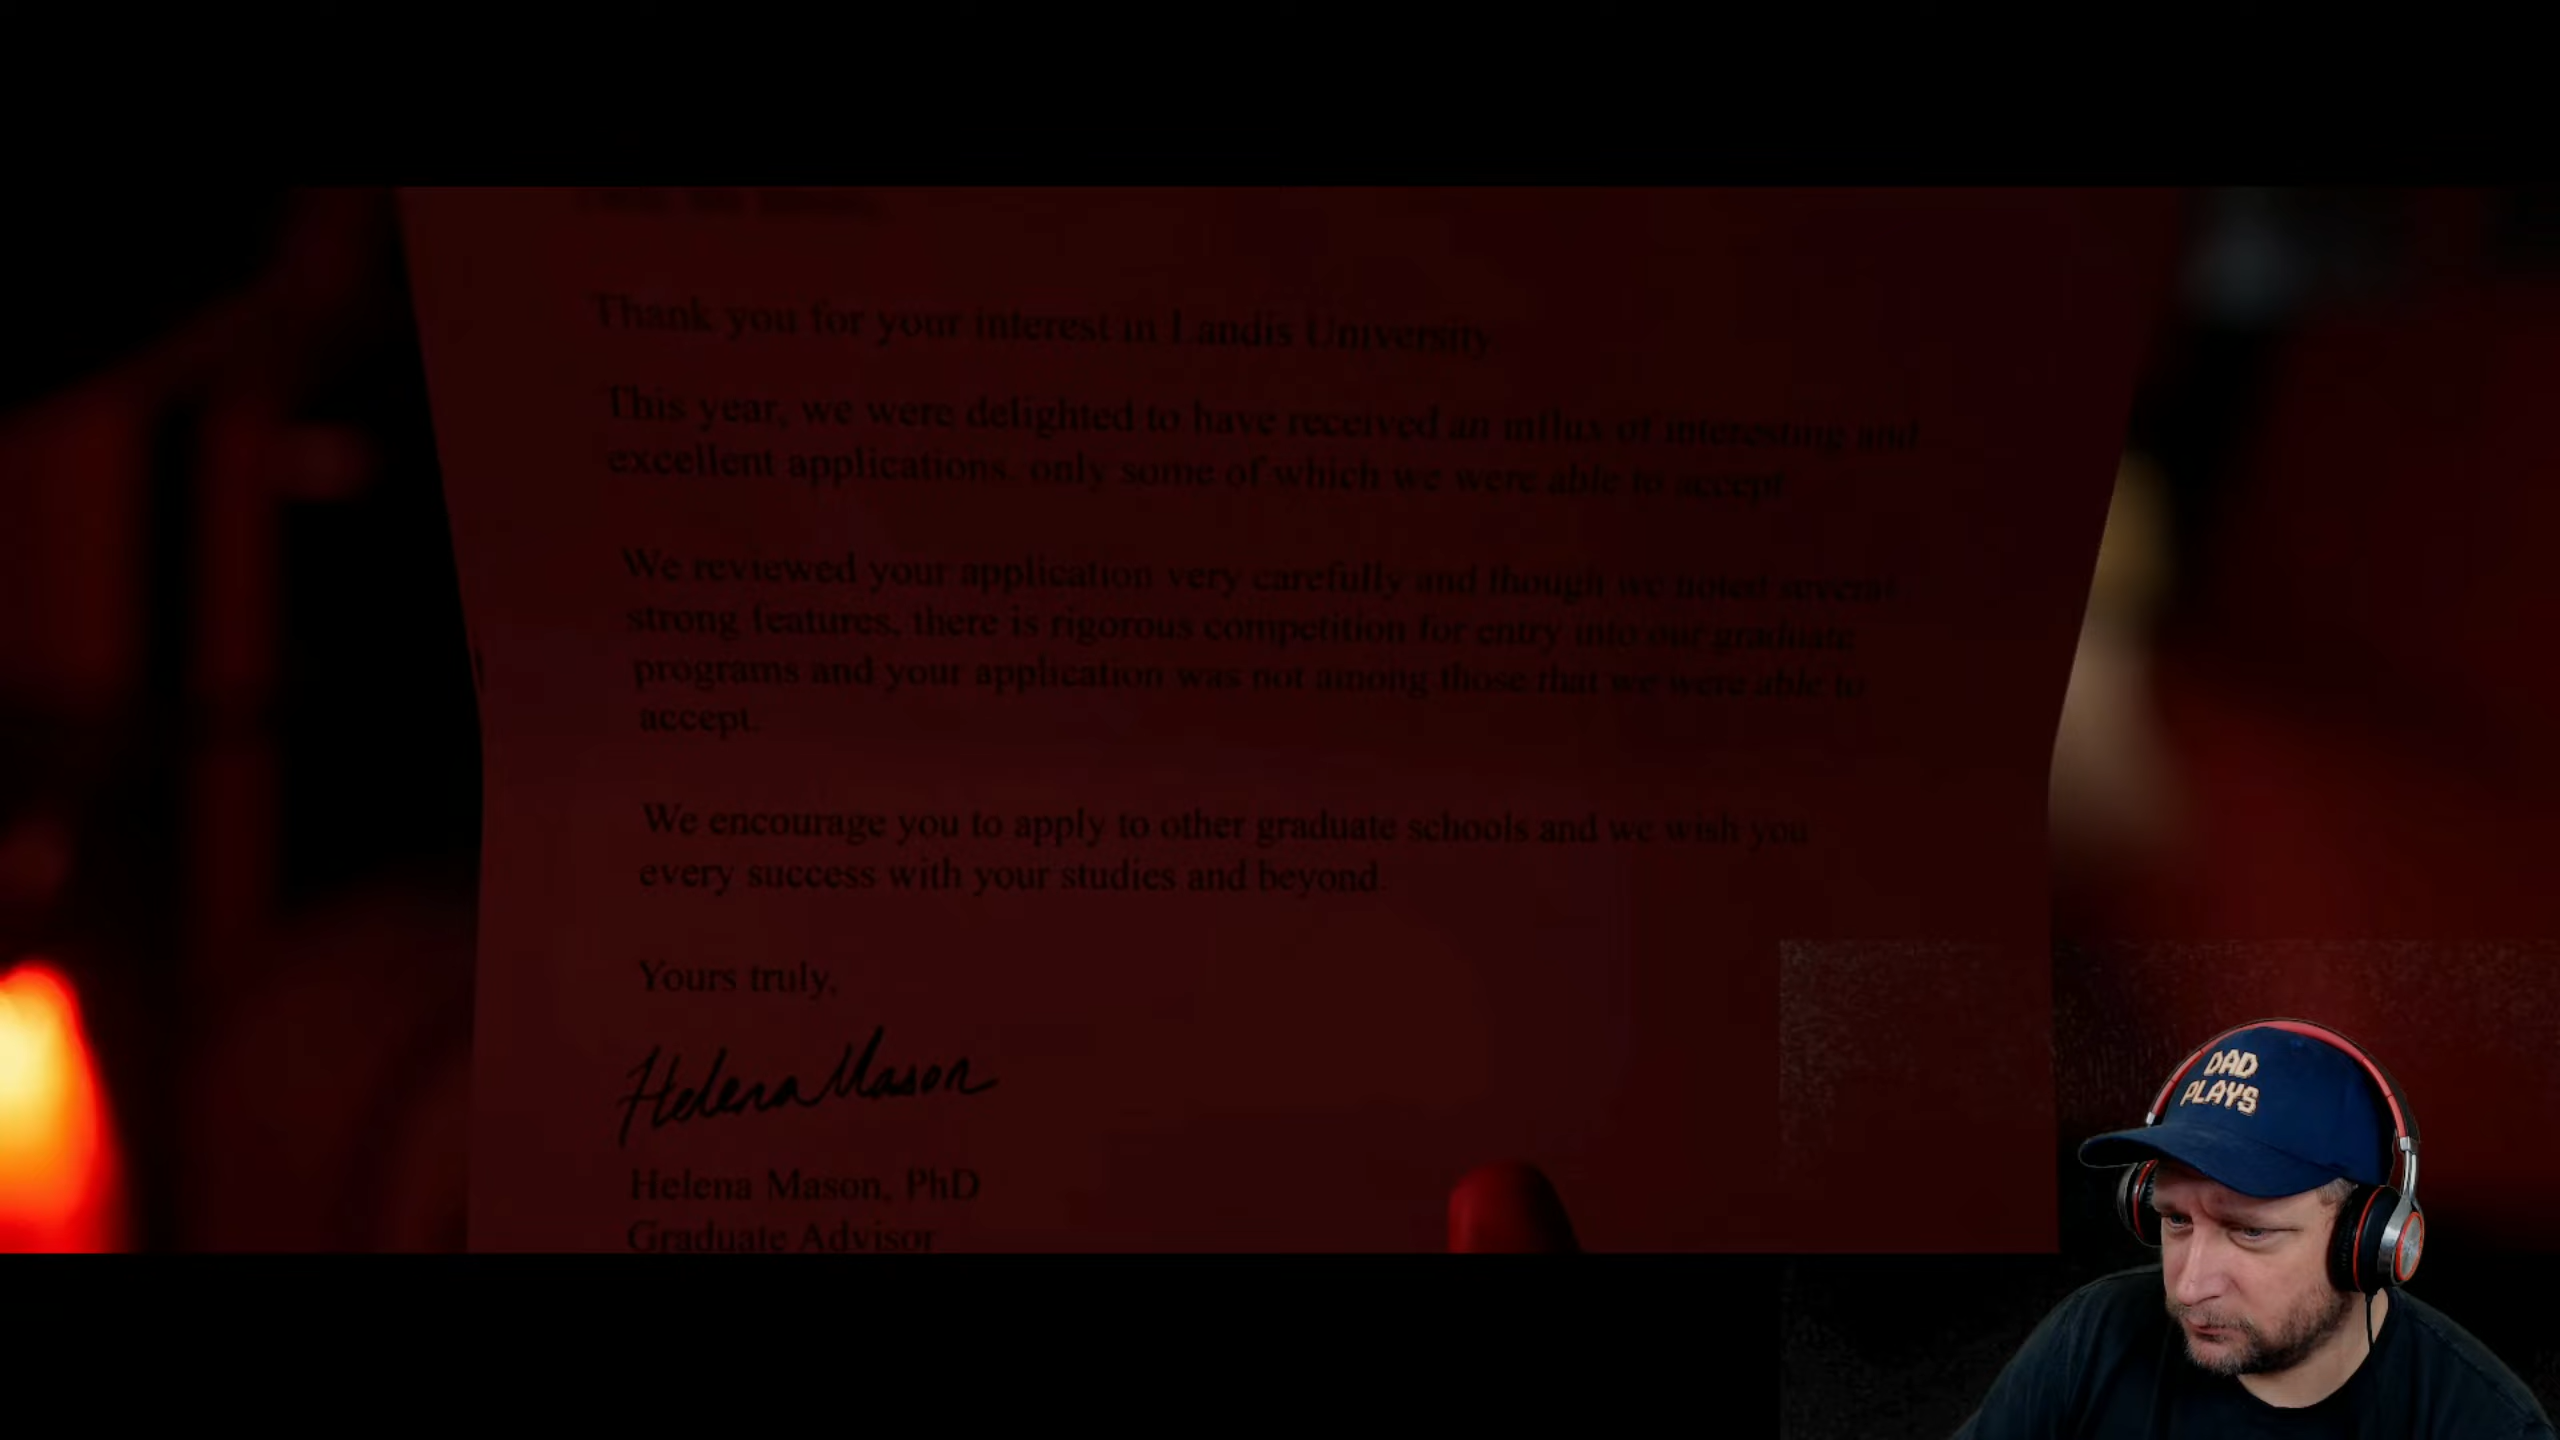 Thank you for your interest in Landis University
This year, we were delighted to have received an influx of interesting and
excellent applications, only some of which we were able to accept
We reviewed your application very carefully and though we noted several
strong features, there is rigorous competition for entry into our graduate
programs and your application was not among those that we were able to
accept.
We encourage you to apply to other graduate schools and we wish you
every success with your studies and beyond.
Yours truly,
Helena Mason
Helena Mason, PhD
Graduate Advisor
DAD
PLAYS